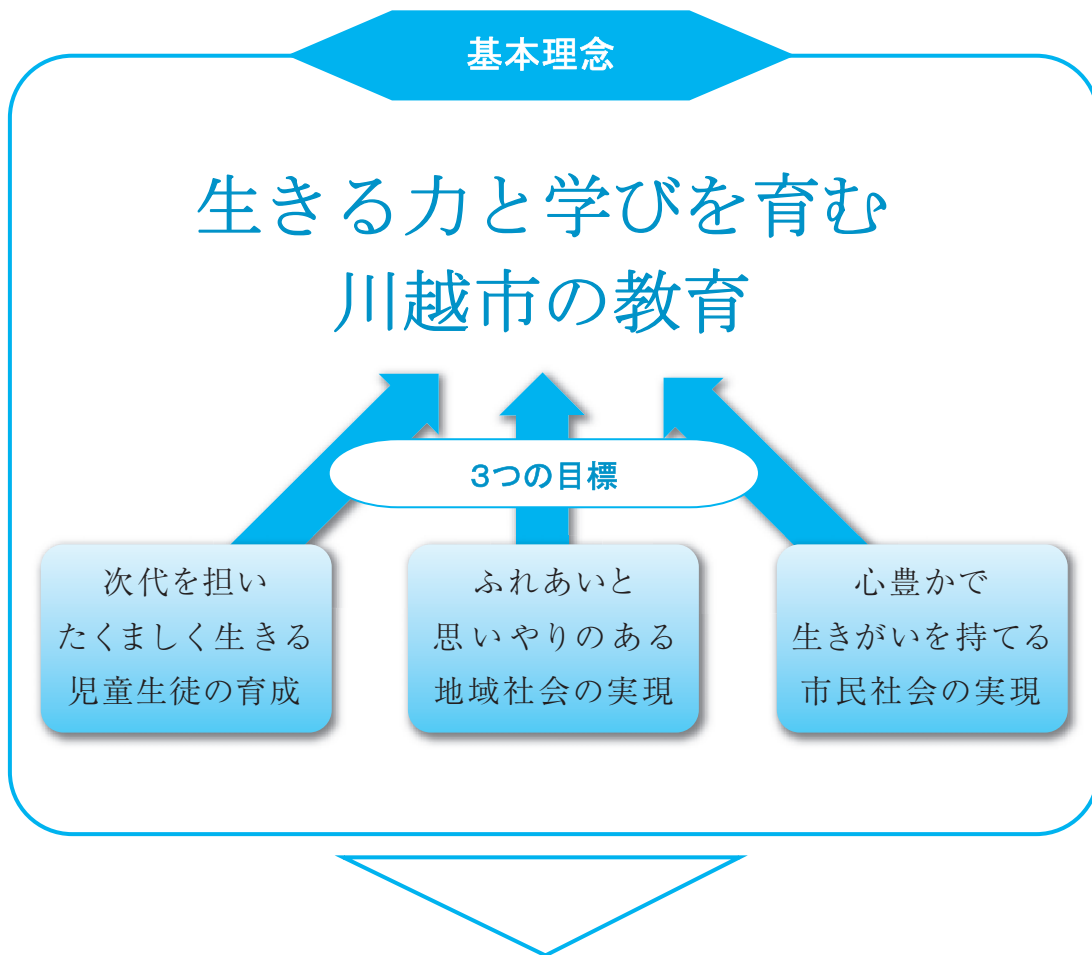 基本理念
生きる力と学びを育む
川越市の教育
3つの目標
次代を担い
たくましく生きる
児童生徒の育成
ふれあいと
思いやりのある
地域社会の実現
心豊かで
生きがいを持てる
市民社会の実現